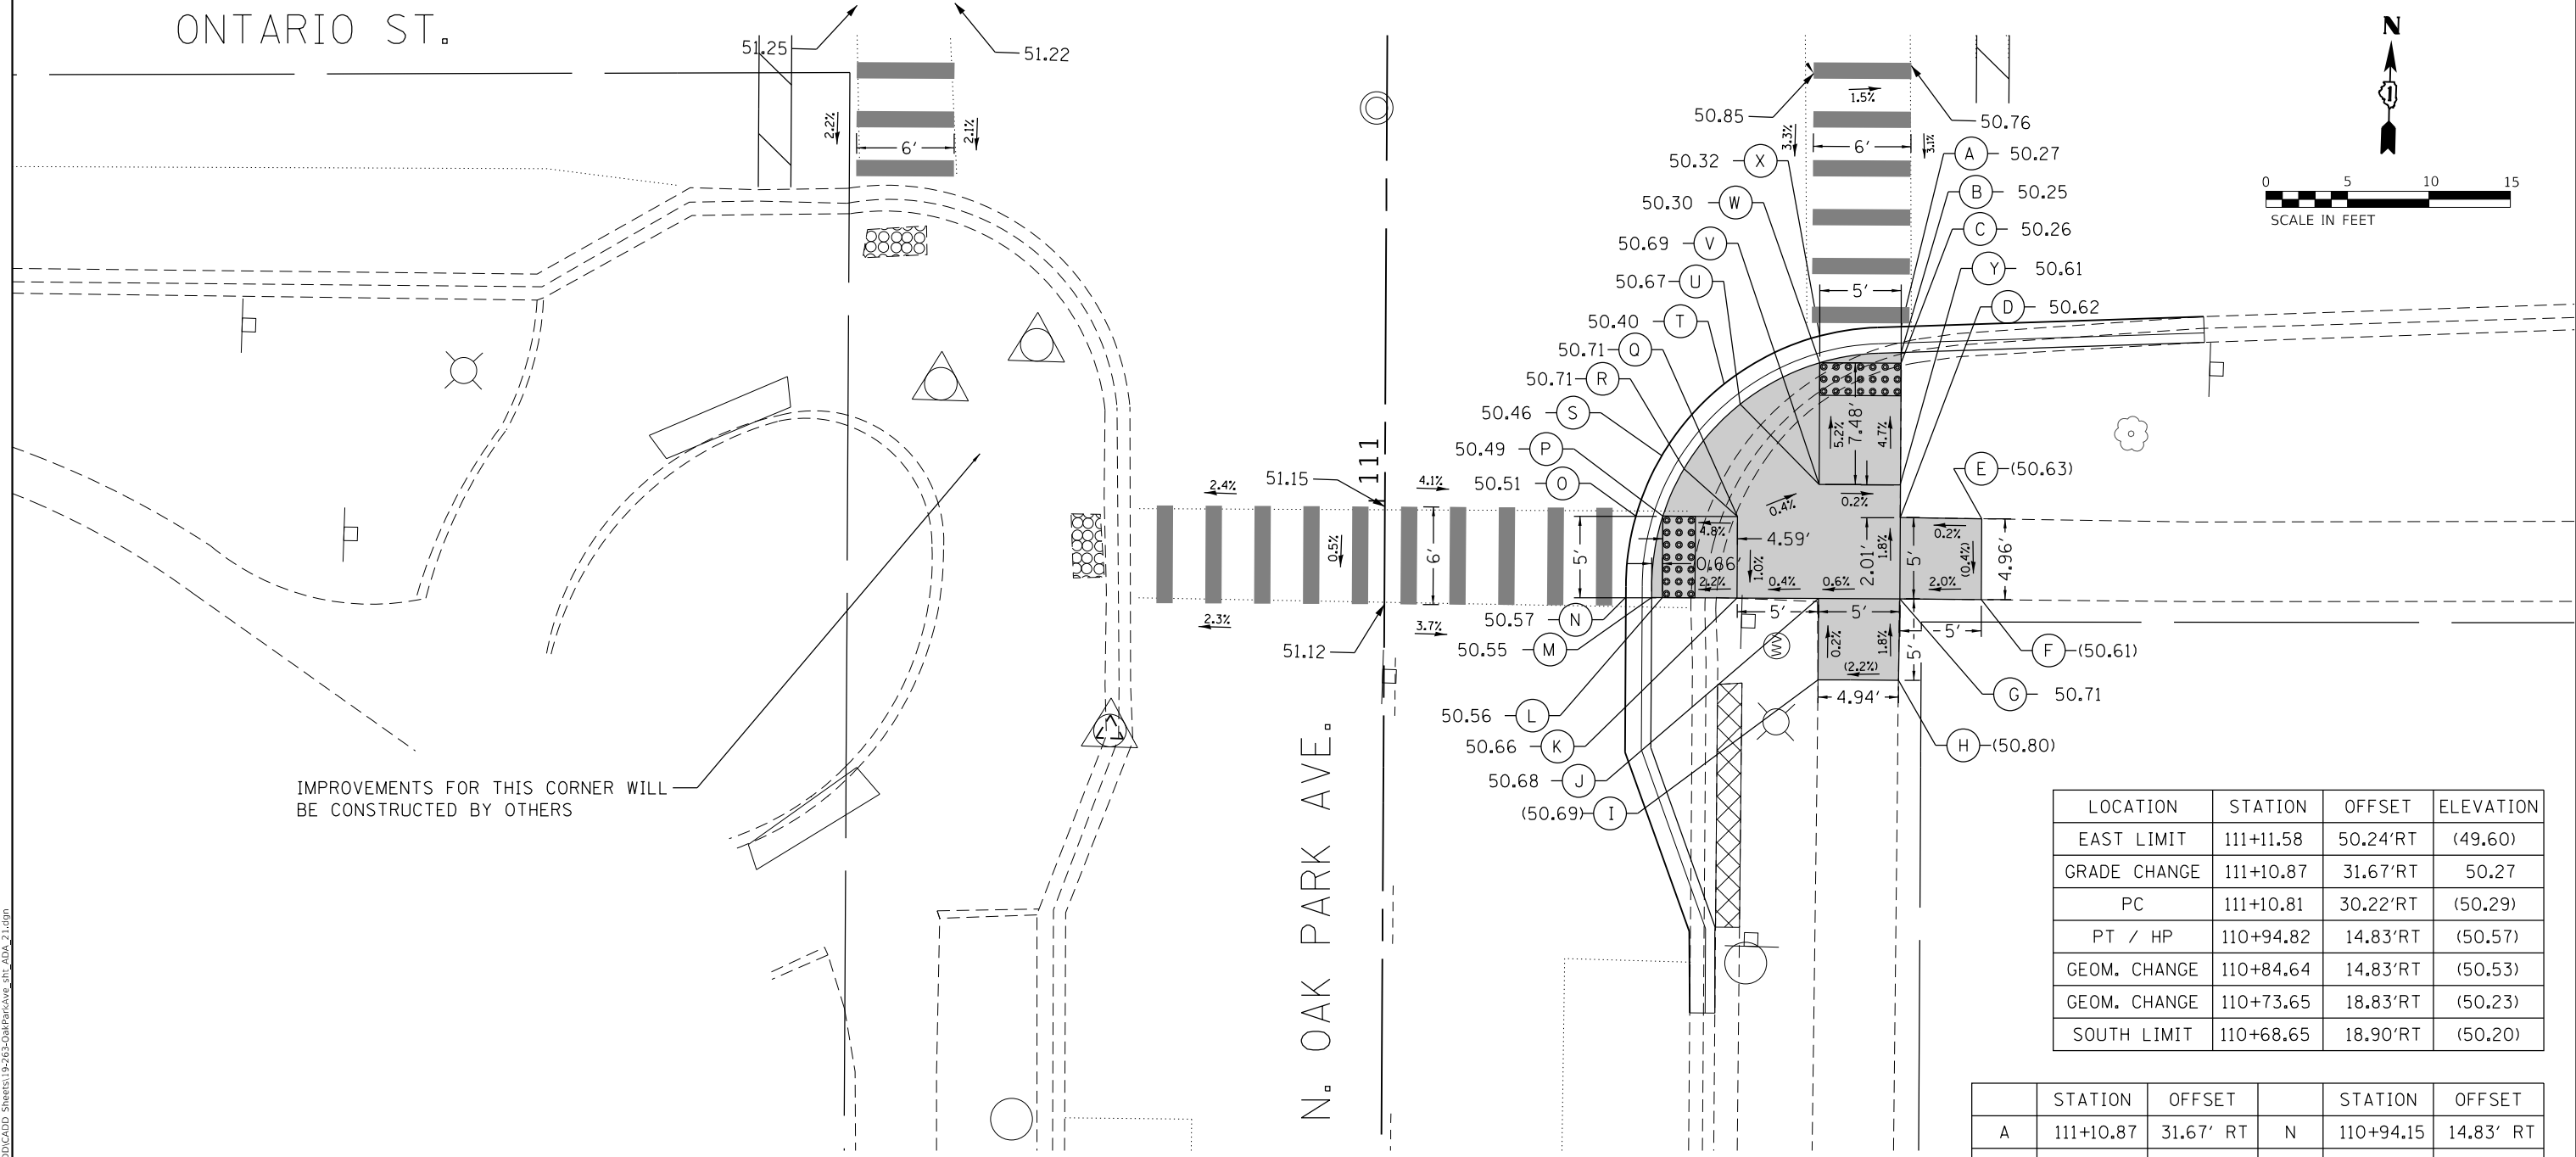 ONTARIO ST.
51.25
51.22
2.2%
2.1%
6'
N
0 5 10 15
SCALE IN FEET
50.85
1.5%
50.76
3.3%
6'
3.1%
50.32 X
A 50.27
50.30 W
B 50.25
50.69 V
C 50.26
50.67 U
Y 50.61
5'
50.40 T
D 50.62
50.71 Q
50.71 R
50.46 S
50.49 P
50.51 O
5.2%
7.48'
4.7%
E (50.63)
111
51.15
2.4%
4.1%
0.4%
0.2%
0.5%
6'
5'
4.8%
4.59'
0.66'
1.0%
2.01'
1.8%
5'
0.2%
(0.4%)
4.96'
2.2%
0.4%
0.6%
2.0%
2.3%
3.7%
51.12
50.57 N
50.55 M
5'
5'
5'
W
0.2%
1.8%
5'
(2.2%)
4.94'
F (50.61)
G 50.71
H (50.80)
50.56 L
50.66 K
50.68 J
(50.69) I
N. OAK PARK AVE.
IMPROVEMENTS FOR THIS CORNER WILL
BE CONSTRUCTED BY OTHERS
LOCATION STATION OFFSET ELEVATION
EAST LIMIT 111+11.58 50.24'RT (49.60)
GRADE CHANGE 111+10.87 31.67'RT 50.27
PC 111+10.81 30.22'RT (50.29)
PT / HP 110+94.82 14.83'RT (50.57)
GEOM. CHANGE 110+84.64 14.83'RT (50.53)
GEOM. CHANGE 110+73.65 18.83'RT (50.23)
SOUTH LIMIT 110+68.65 18.90'RT (50.20)
STATION OFFSET STATION OFFSET
A 111+10.87 31.67' RT N 110+94.15 14.83' RT
CADD Sheets\19-263-OakParkAve_sht_ADA_21.dgn